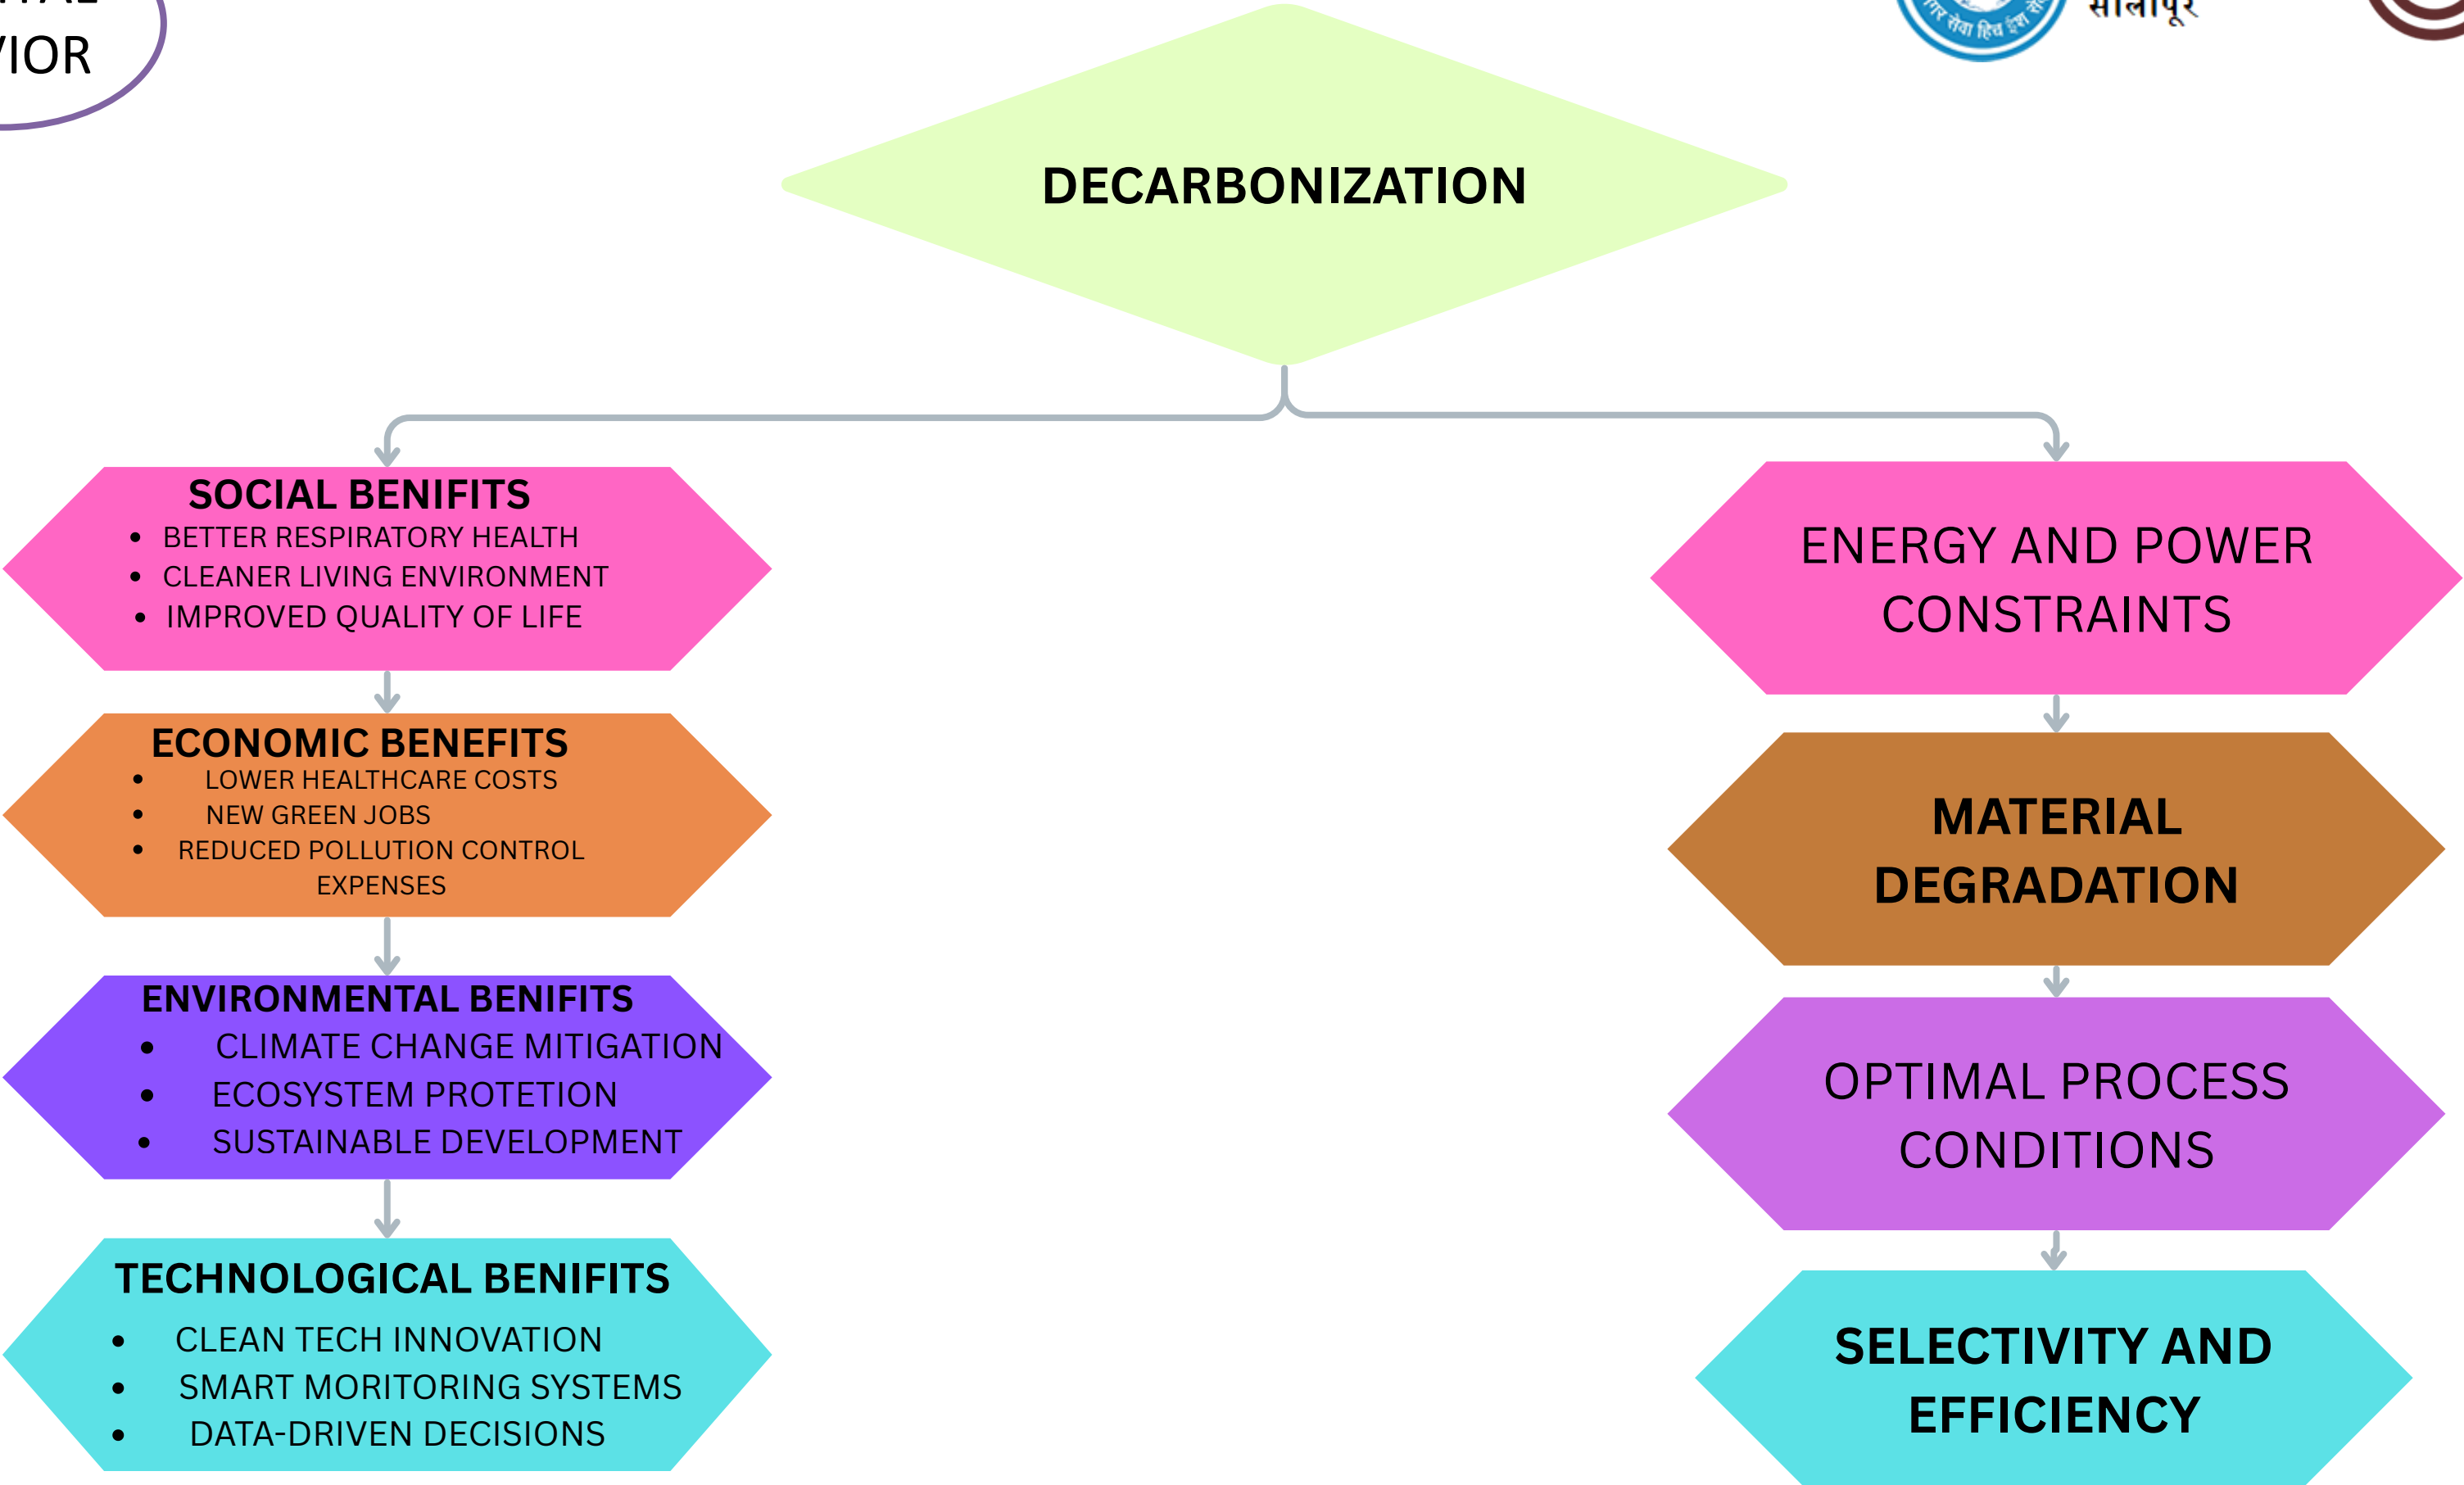 VIOR
सोलापूर
सेवा हिच ईश
DECARBONIZATION
SOCIAL BENIFITS
• BETTER RESPIRATORY HEALTH
• CLEANER LIVING ENVIRONMENT
• IMPROVED QUALITY OF LIFE
ECONOMIC BENEFITS
• LOWER HEALTHCARE COSTS
• NEW GREEN JOBS
• REDUCED POLLUTION CONTROL
EXPENSES
ENVIRONMENTAL BENIFITS
• CLIMATE CHANGE MITIGATION
• ECOSYSTEM PROTETION
• SUSTAINABLE DEVELOPMENT
TECHNOLOGICAL BENIFITS
• CLEAN TECH INNOVATION
• SMART MORITORING SYSTEMS
• DATA-DRIVEN DECISIONS
ENERGY AND POWER
CONSTRAINTS
MATERIAL
DEGRADATION
OPTIMAL PROCESS
CONDITIONS
SELECTIVITY AND
EFFICIENCY